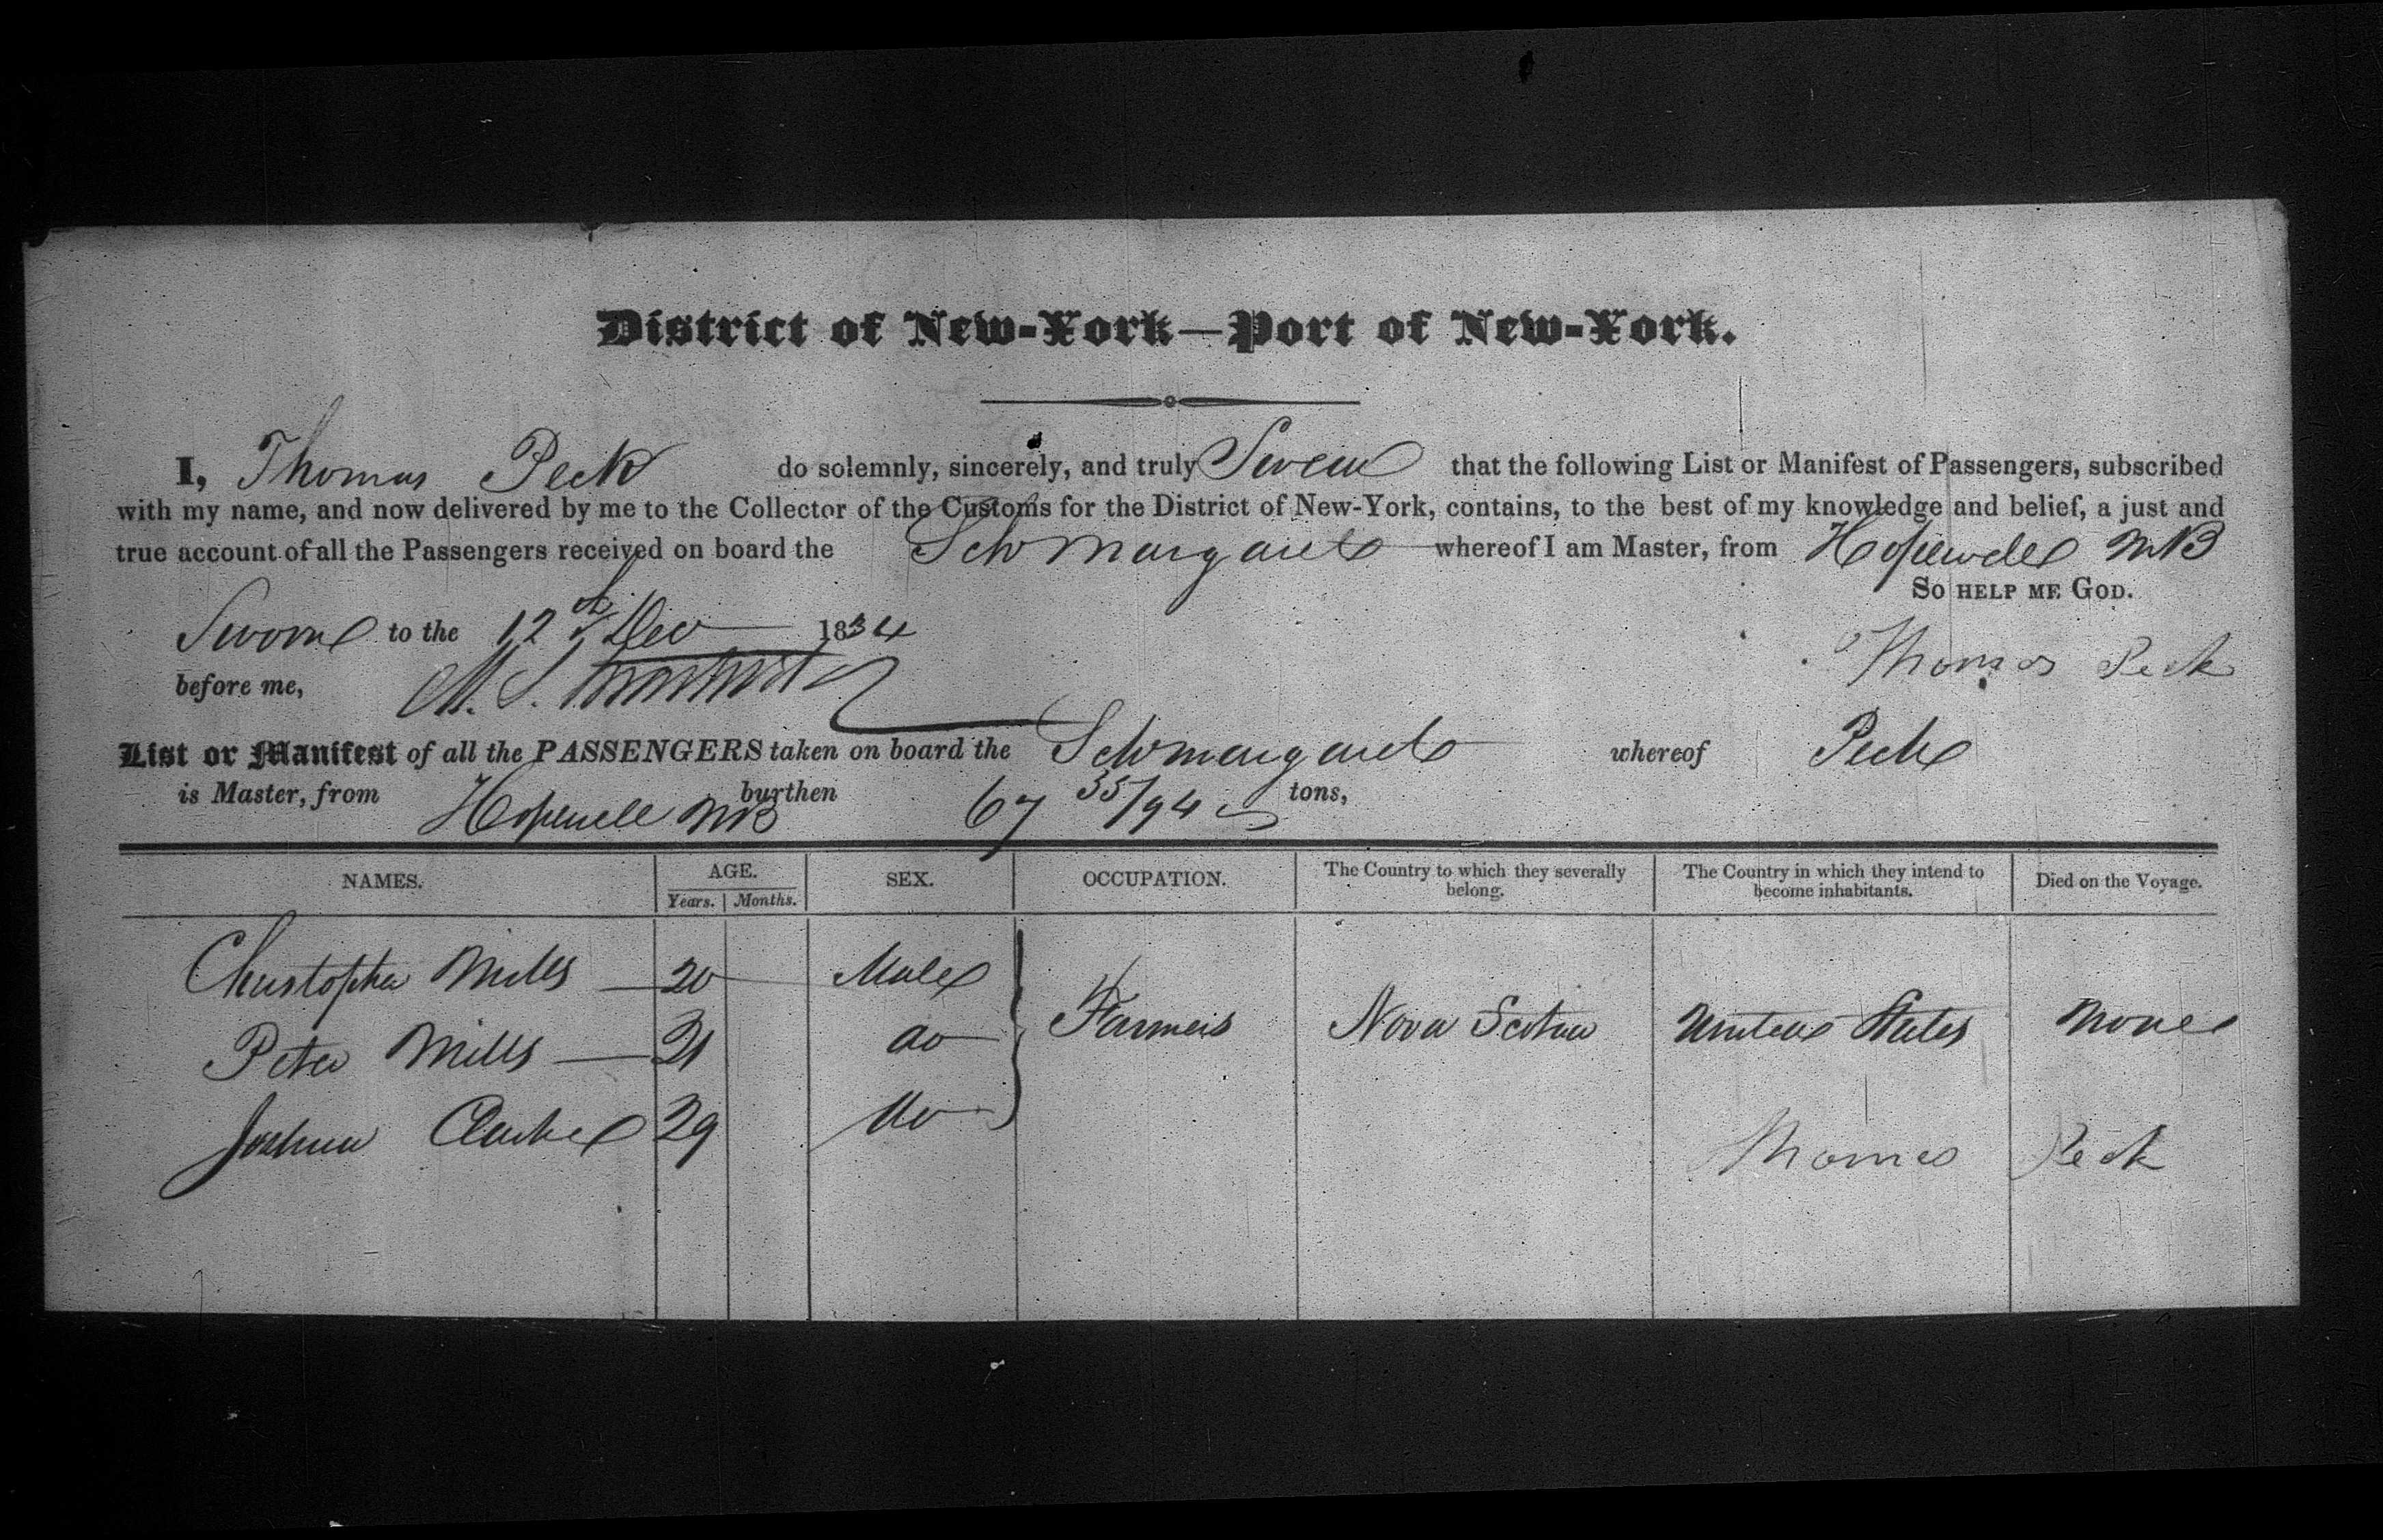 District of New-York—Port of New-York.
I, Thomas Peck do solemnly, sincerely, and truly Swear that the following List or Manifest of Passengers, subscribed
with my name, and now delivered by me to the Collector of the Customs for the District of New-York, contains, to the best of my knowledge and belief, a just and
true account of all the Passengers received on board the Sch Margaret whereof I am Master, from Hopewell NB
So help me God.
Sworn to the 12th Dec 1834
Thomas Peck
before me, M. S.
List or Manifest of all the PASSENGERS taken on board the Sch Margaret whereof Peck
is Master, from Hopewell NB burthen 67 35/94 tons,
NAMES. AGE. SEX. OCCUPATION. The Country to which they severally belong. The Country in which they intend to become inhabitants. Died on the Voyage.
Years. Months.
Christopher Mills 20 Male
Peter Mills 21 do Farmers Nova Scotia United States None
Joshua Clarke 29 do
Thomas Peck